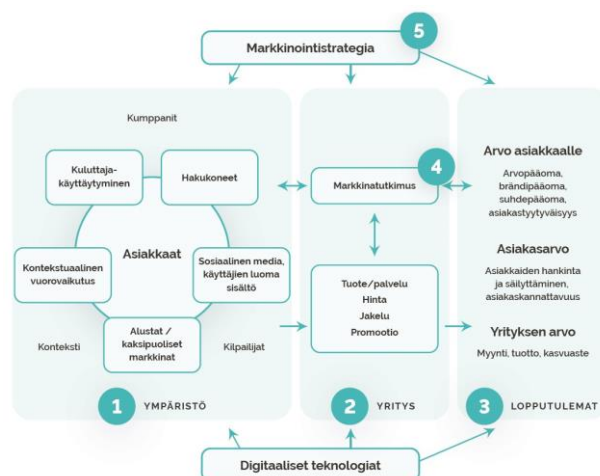 Markkinointistrategia
5
Kumppanit
Kuluttaja-
käyttäytyminen
Hakukoneet
Asiakkaat
Kontekstuaalinen
vuorovaikutus
Sosiaalinen media,
käyttäjien luoma
sisältö
Alustat /
kaksipuoliset
markkinat
Konteksti
Kilpailijat
1
YMPÄRISTÖ
4
Markkinatutkimus
Tuote/palvelu
Hinta
Jakelu
Promootio
2
YRITYS
Arvo asiakkaalle
Arvopääoma,
brändipääoma,
suhdepääoma,
asiakastyytyväisyys
Asiakasarvo
Asiakkaiden hankinta
ja säilyttäminen,
asiakaskannattavuus
Yrityksen arvo
Myynti, tuotto, kasvuaste
3
LOPPUTULEMAT
Digitaaliset teknologiat